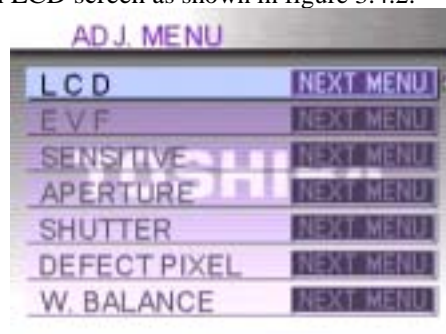 LCD screen as shown in figure 3.4.2.
ADJ. MENU
LCD NEXT MENU
EVF NEXT MENU
SENSITIVE NEXT MENU
APERTURE NEXT MENU
SHUTTER NEXT MENU
DEFECT PIXEL NEXT MENU
W. BALANCE NEXT MENU